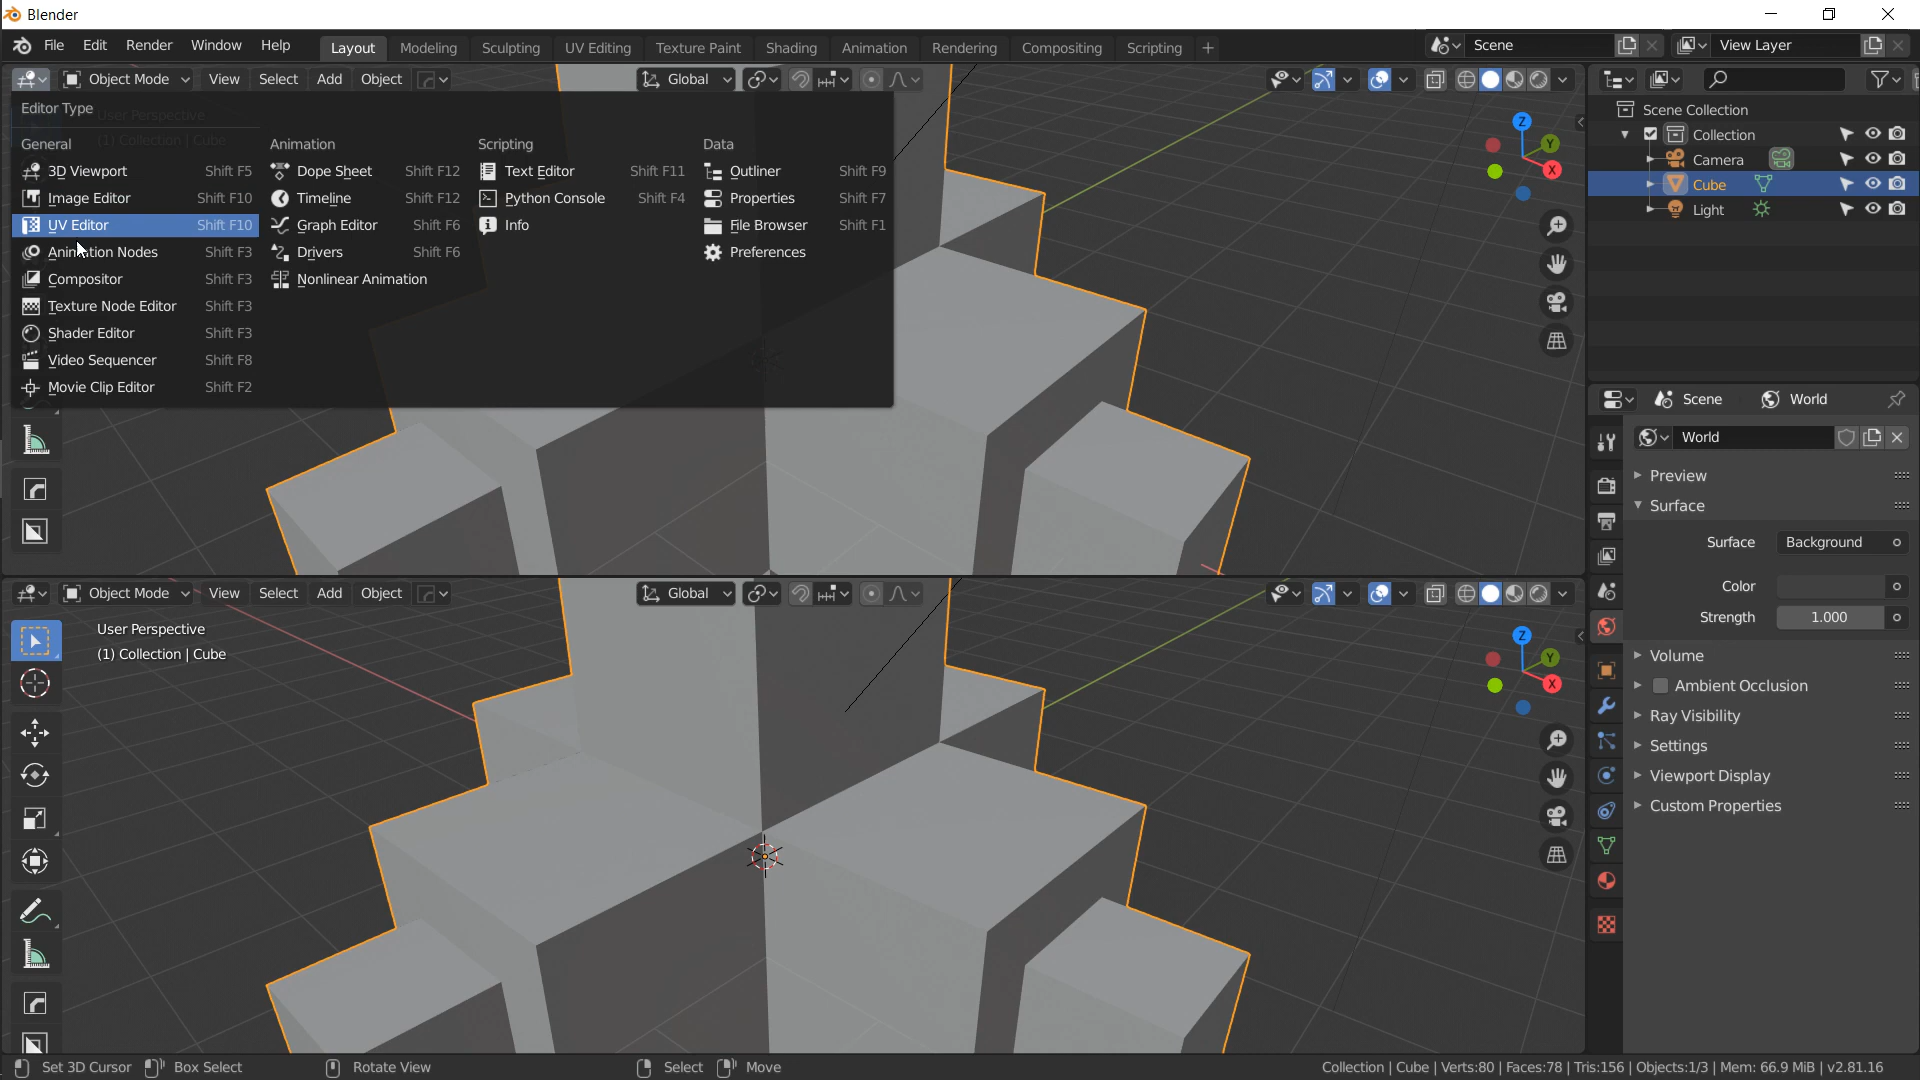 Blender
File Edit Render Window Help Layout Modeling Sculpting UV Editing Texture Paint Shading Animation Rendering Compositing Scripting + Scene View Layer
Object Mode View Select Add Object Global
Editor Type
User Perspective
(1) Collection | Cube
General
3D Viewport Shift F5
Image Editor Shift F10
UV Editor Shift F10
Animation Nodes Shift F3
Compositor Shift F3
Texture Node Editor Shift F3
Shader Editor Shift F3
Video Sequencer Shift F8
Movie Clip Editor Shift F2
Animation
Dope Sheet Shift F12
Timeline Shift F12
Graph Editor Shift F6
Drivers Shift F6
Nonlinear Animation
Scripting
Text Editor Shift F11
Python Console Shift F4
Info
Data
Outliner Shift F9
Properties Shift F7
File Browser Shift F1
Preferences
Z
Y
X
Scene Collection
Collection
Camera
Cube
Light
Scene World
World
Preview
Surface
Surface Background
Color
Strength 1.000
Volume
Ambient Occlusion
Ray Visibility
Settings
Viewport Display
Custom Properties
Object Mode View Select Add Object Global
User Perspective
(1) Collection | Cube
Z
Y
X
Set 3D Cursor Box Select Rotate View Select Move Collection | Cube | Verts:80 | Faces:78 | Tris:156 | Objects:1/3 | Mem: 66.9 MiB | v2.81.16